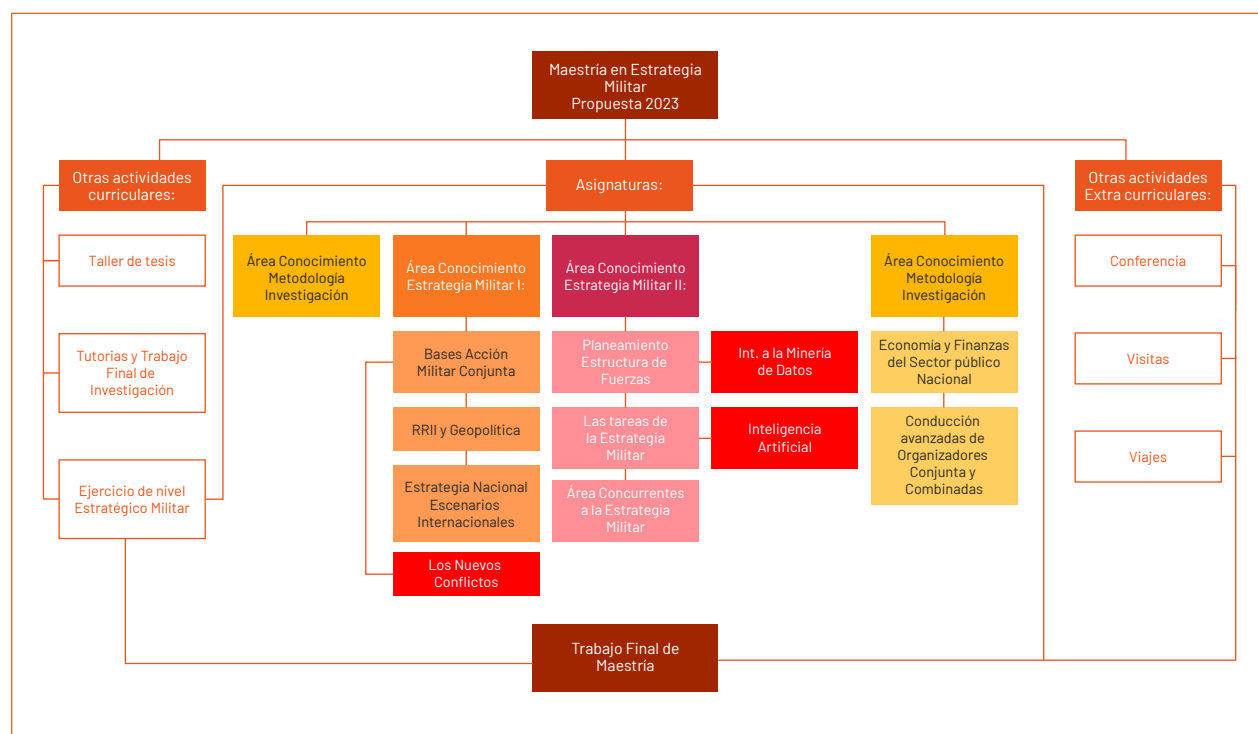 Maestría en Estrategia
Militar
Propuesta 2023
Otras actividades
curriculares:
Asignaturas:
Otras actividades
Extra curriculares:
Taller de tesis
Tutorias y Trabajo
Final de
Investigación
Ejercicio de nivel
Estratégico Militar
Área Conocimiento
Metodología
Investigación
Área Conocimiento
Estrategia Militar I:
Bases Acción
Militar Conjunta
RRII y Geopolítica
Estrategia Nacional
Escenarios
Internacionales
Los Nuevos
Conflictos
Área Conocimiento
Estrategia Militar II:
Planeamiento
Estructura de
Fuerzas
Las tareas de
la Estrategia
Militar
Área Concurrentes
a la Estrategia
Militar
Int. a la Minería
de Datos
Inteligencia
Artificial
Área Conocimiento
Metodología
Investigación
Economía y Finanzas
del Sector público
Nacional
Conducción
avanzadas de
Organizadores
Conjunta y
Combinadas
Conferencia
Visitas
Viajes
Trabajo Final de
Maestría